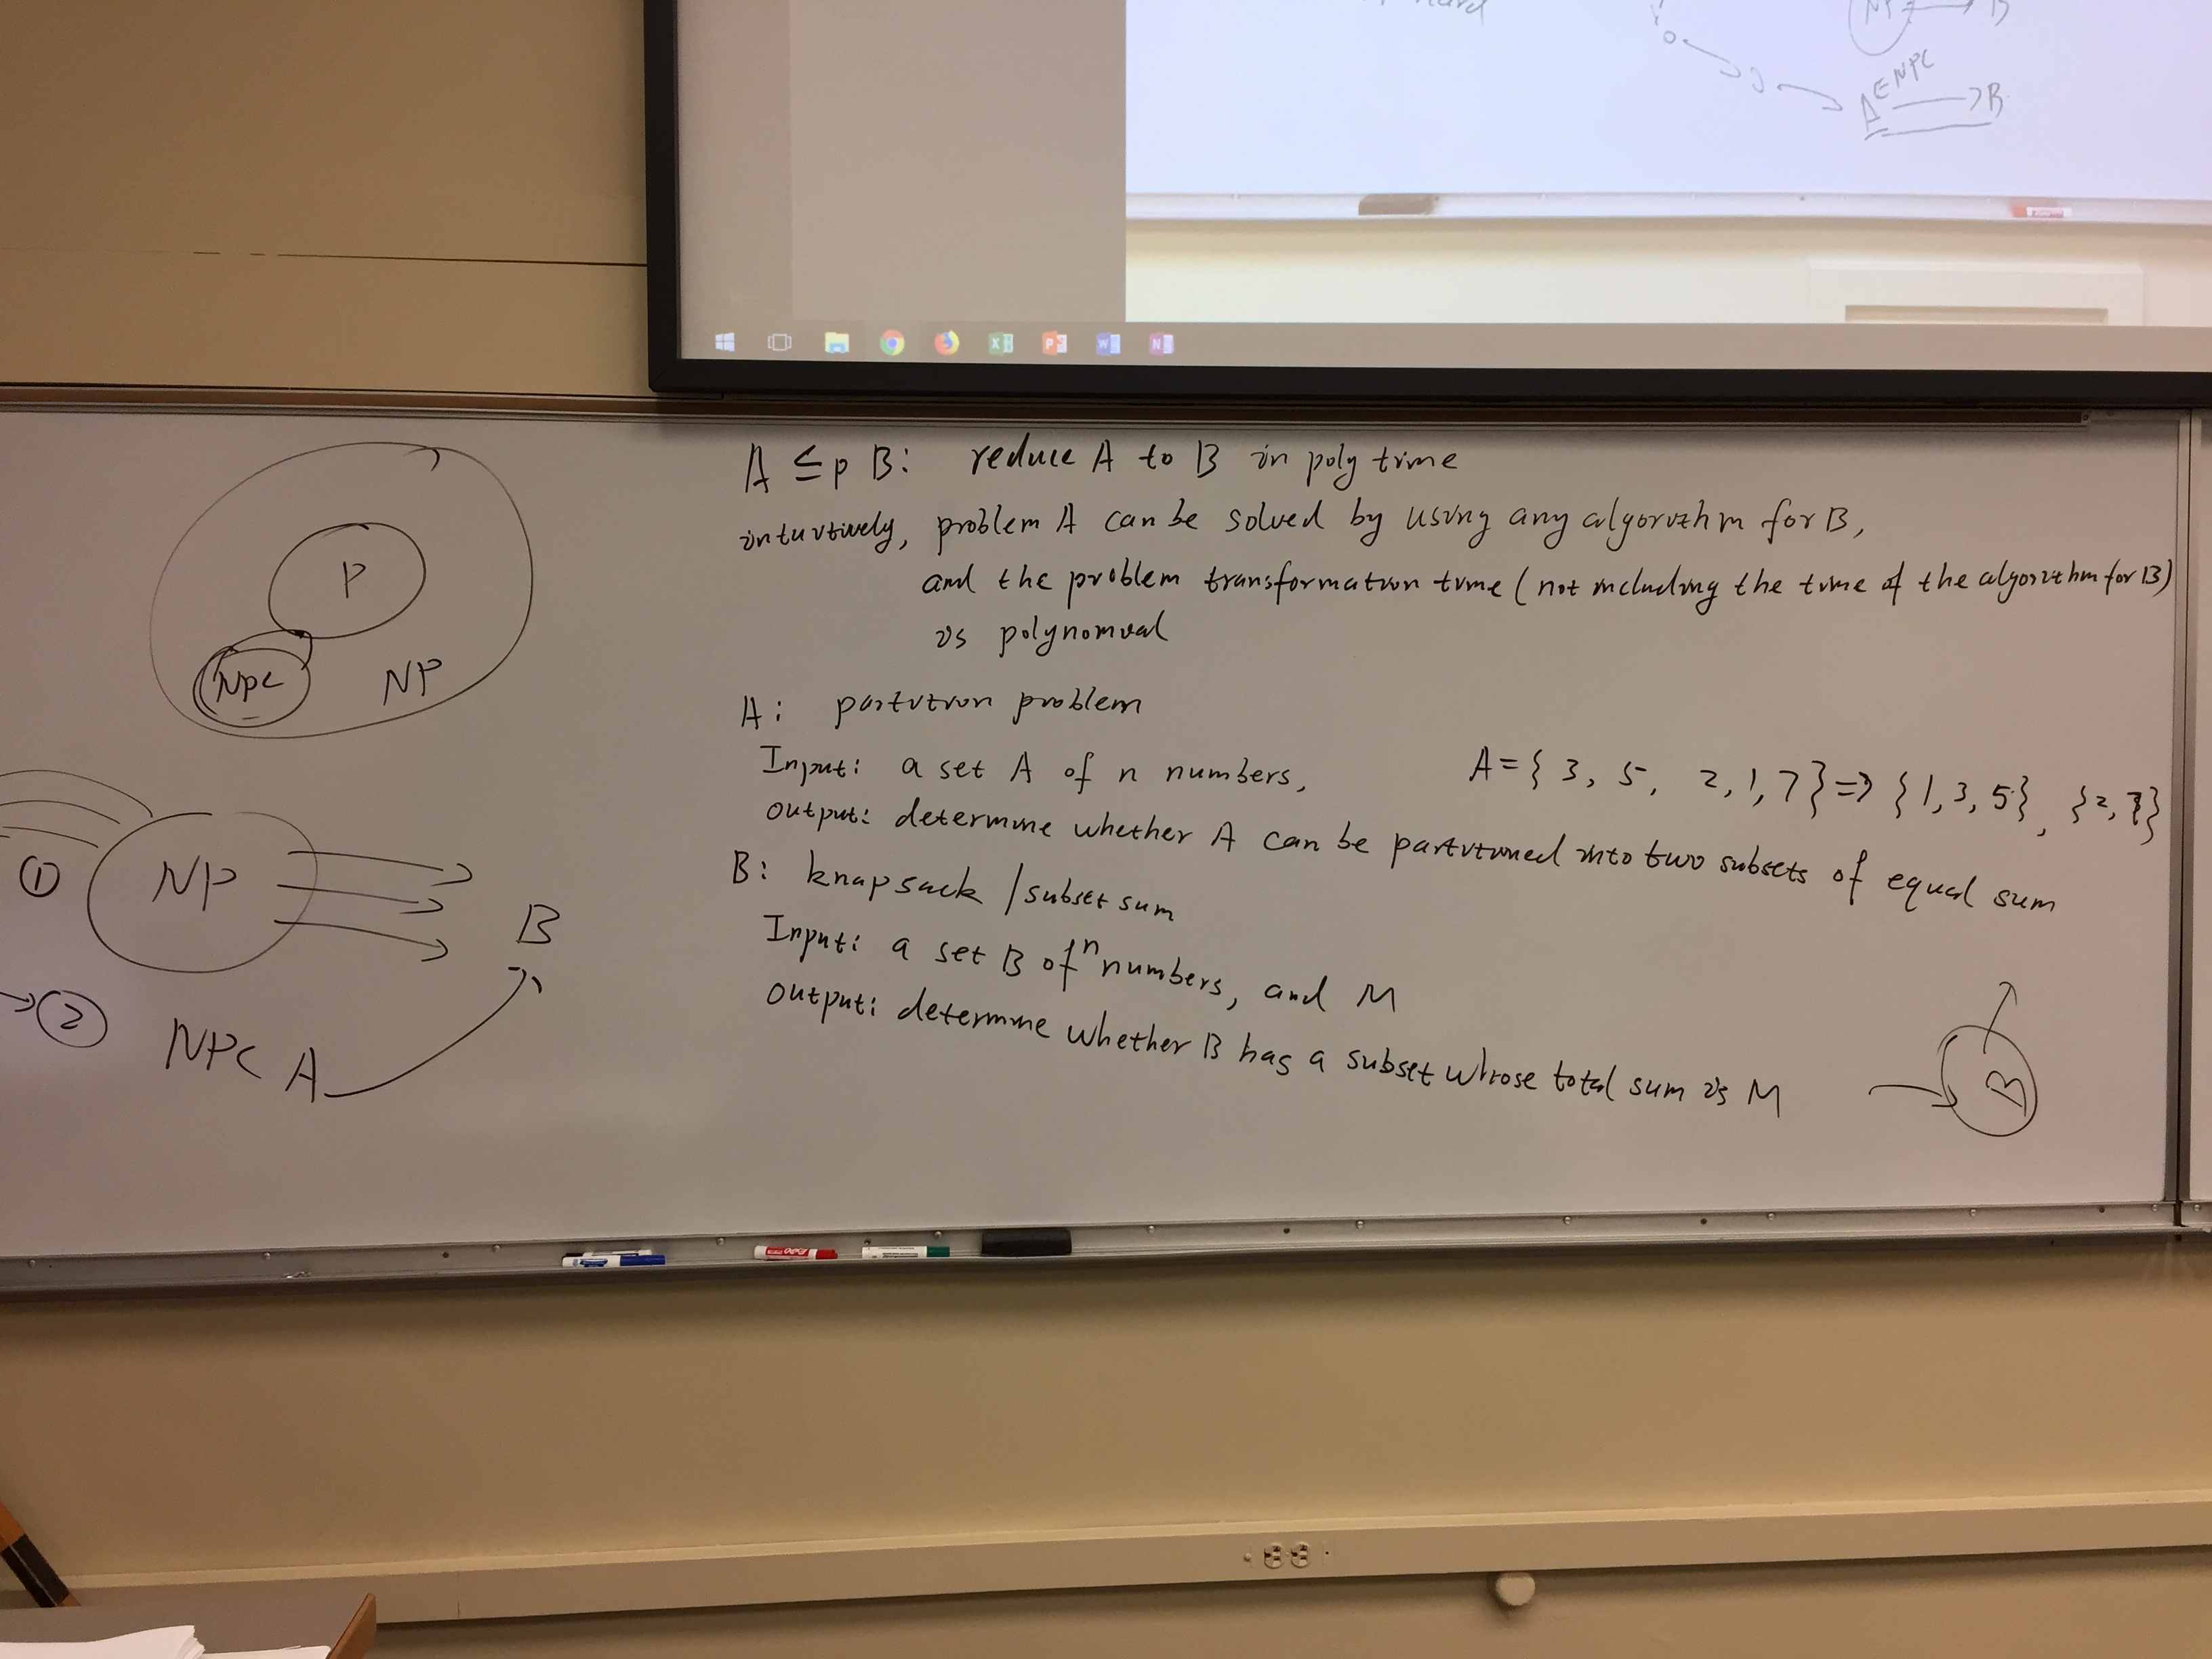 hard
NP → B
A ∈ NPC → B
P
NPC
NP
① NP
B
② NPC A
A ≤p B: reduce A to B in poly time
intuitively, problem A can be solved by using any algorithm for B,
and the problem transformation time (not including the time of the algorithm for B)
is polynomial
A: partition problem
Input: a set A of n numbers,
A = { 3, 5, 2, 1, 7 } ⇒ {1, 3, 5}, {2, 7}
output: determine whether A can be partitioned into two subsets of equal sum
B: knapsack / subset sum
Input: a set B of n numbers, and M
output: determine whether B has a subset whose total sum is M
B